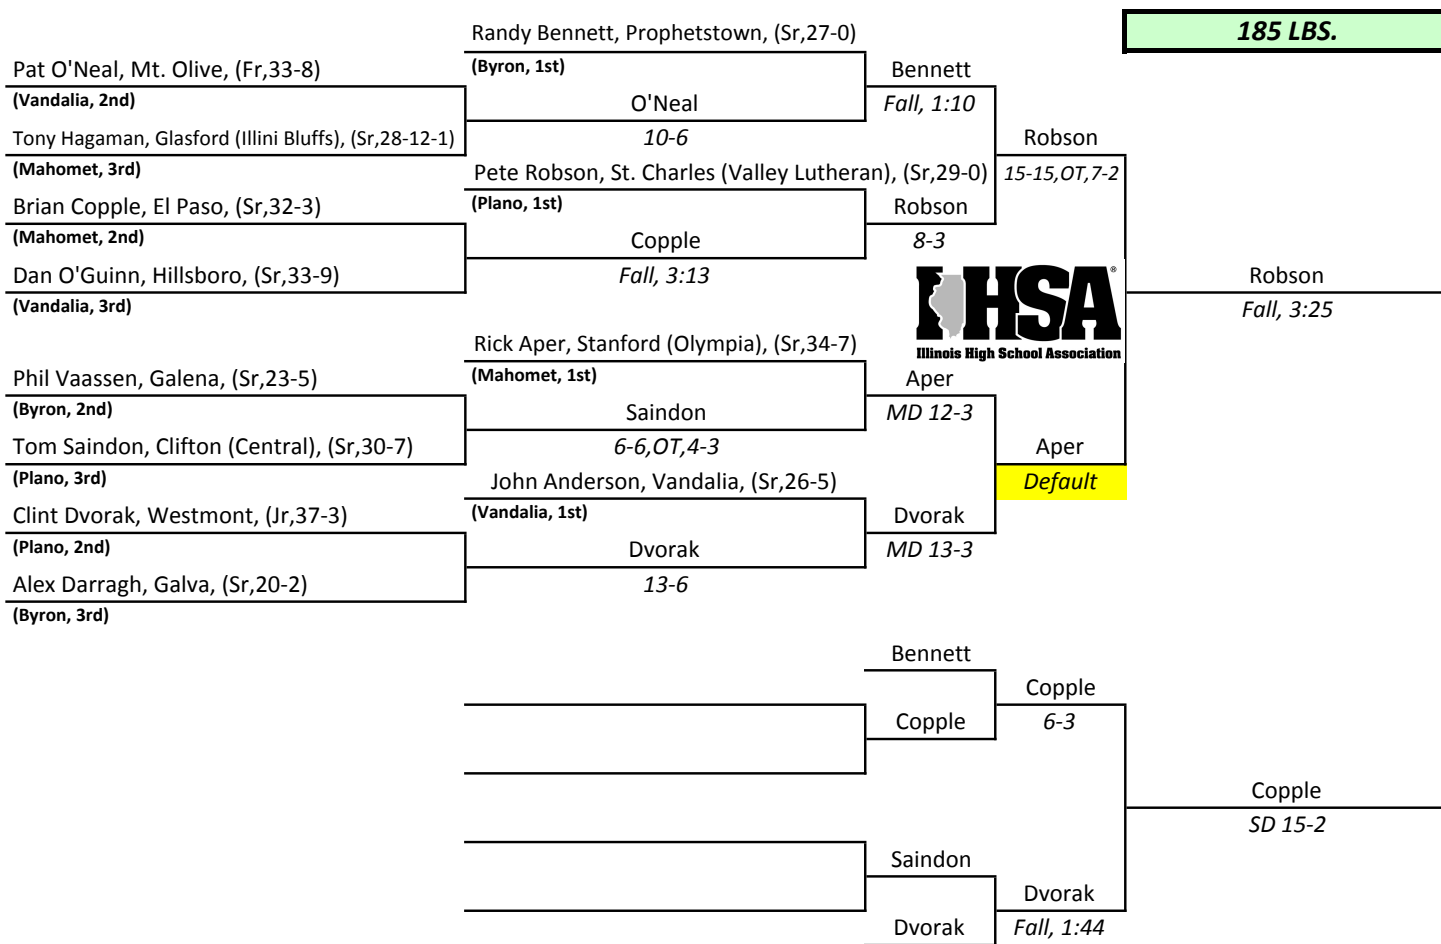 185 LBS.
Randy Bennett, Prophetstown, (Sr,27-0)
Pat O'Neal, Mt. Olive, (Fr,33-8)
(Byron, 1st)
Bennett
(Vandalia, 2nd)
O'Neal
Fall, 1:10
Tony Hagaman, Glasford (Illini Bluffs), (Sr,28-12-1)
10-6
Robson
(Mahomet, 3rd)
Pete Robson, St. Charles (Valley Lutheran), (Sr,29-0)
15-15,OT,7-2
Brian Copple, El Paso, (Sr,32-3)
(Plano, 1st)
Robson
(Mahomet, 2nd)
Copple
8-3
Dan O'Guinn, Hillsboro, (Sr,33-9)
Fall, 3:13
IHSA®
Robson
(Vandalia, 3rd)
Fall, 3:25
Rick Aper, Stanford (Olympia), (Sr,34-7)
Illinois High School Association
Phil Vaassen, Galena, (Sr,23-5)
(Mahomet, 1st)
Aper
(Byron, 2nd)
Saindon
MD 12-3
Tom Saindon, Clifton (Central), (Sr,30-7)
6-6,OT,4-3
Aper
(Plano, 3rd)
John Anderson, Vandalia, (Sr,26-5)
Default
Clint Dvorak, Westmont, (Jr,37-3)
(Vandalia, 1st)
Dvorak
(Plano, 2nd)
Dvorak
MD 13-3
Alex Darragh, Galva, (Sr,20-2)
13-6
(Byron, 3rd)
Bennett
Copple
Copple
6-3
Copple
SD 15-2
Saindon
Dvorak
Dvorak
Fall, 1:44